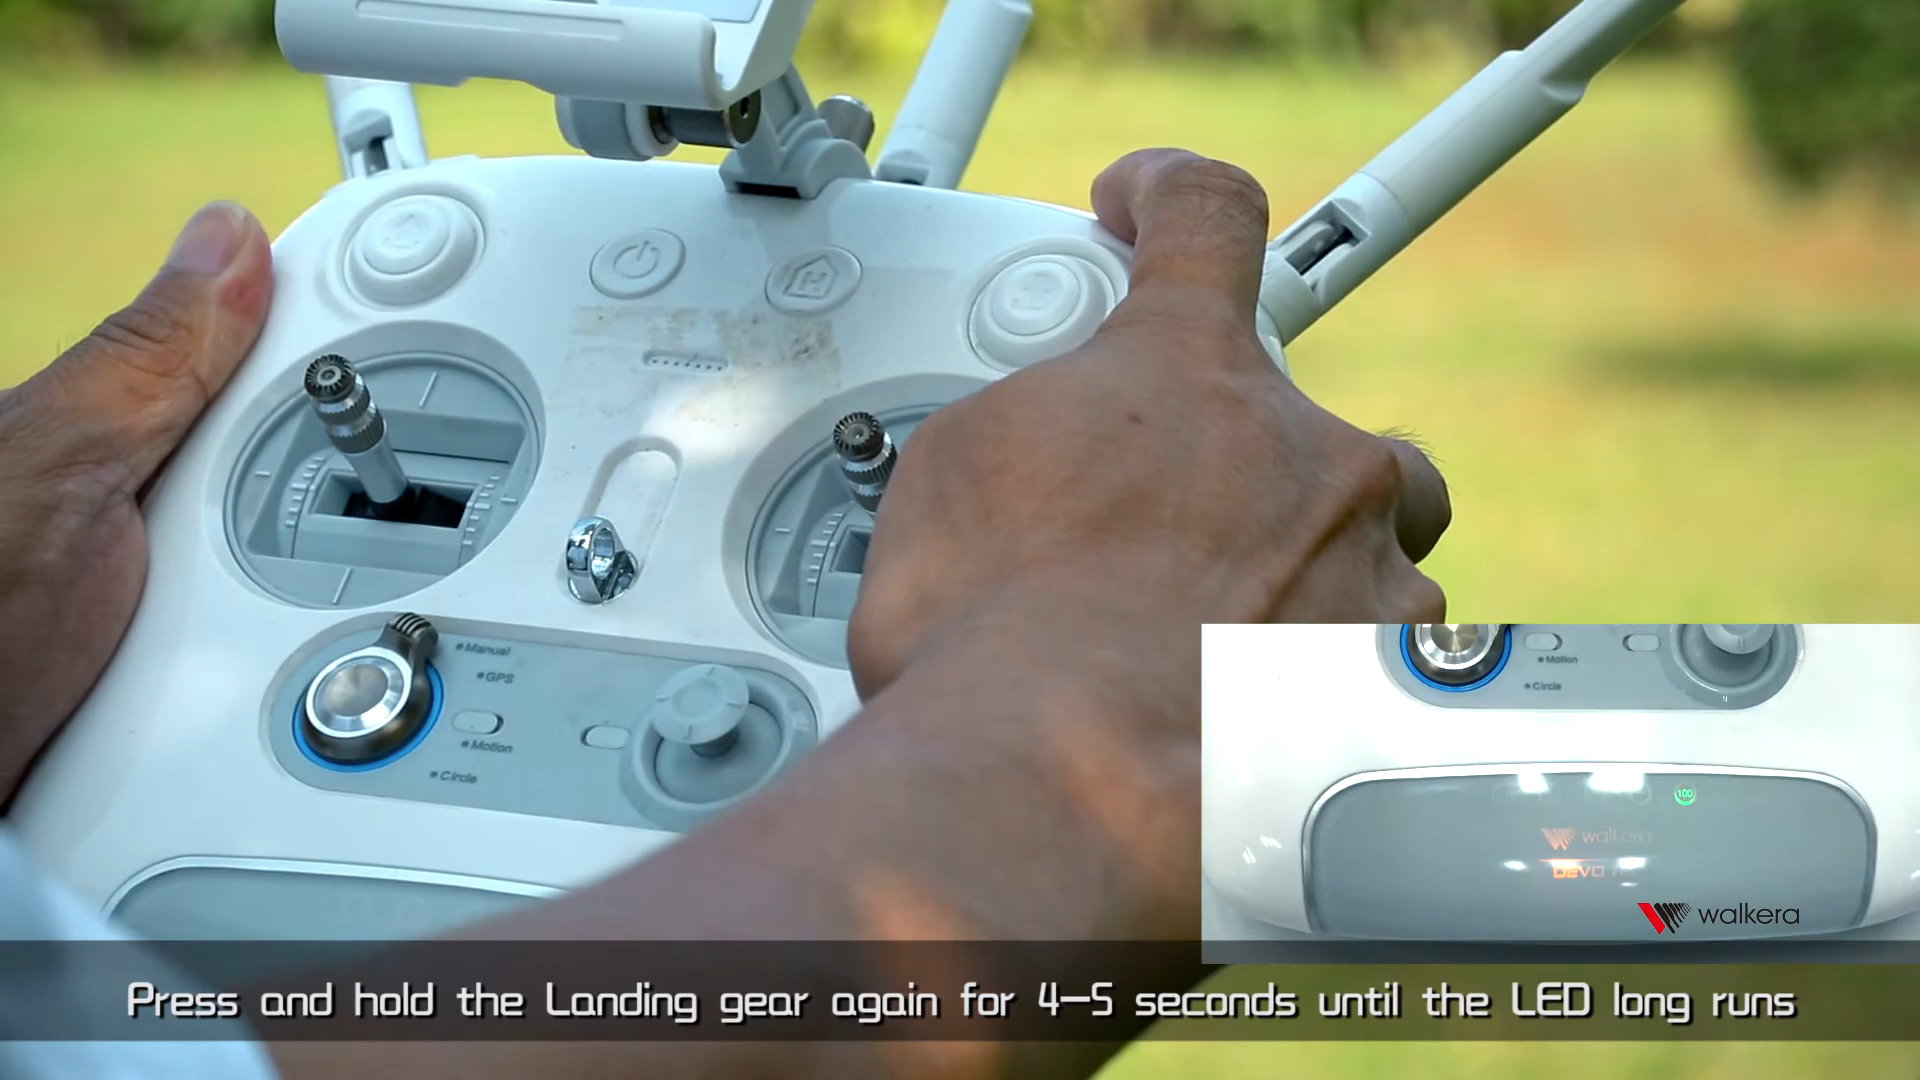 H
Manual
GPS
Motion
Circle
Motion
Circle
100
walkera
DEVO
walkera
Press and hold the Landing gear again for 4-5 seconds until the LED long runs